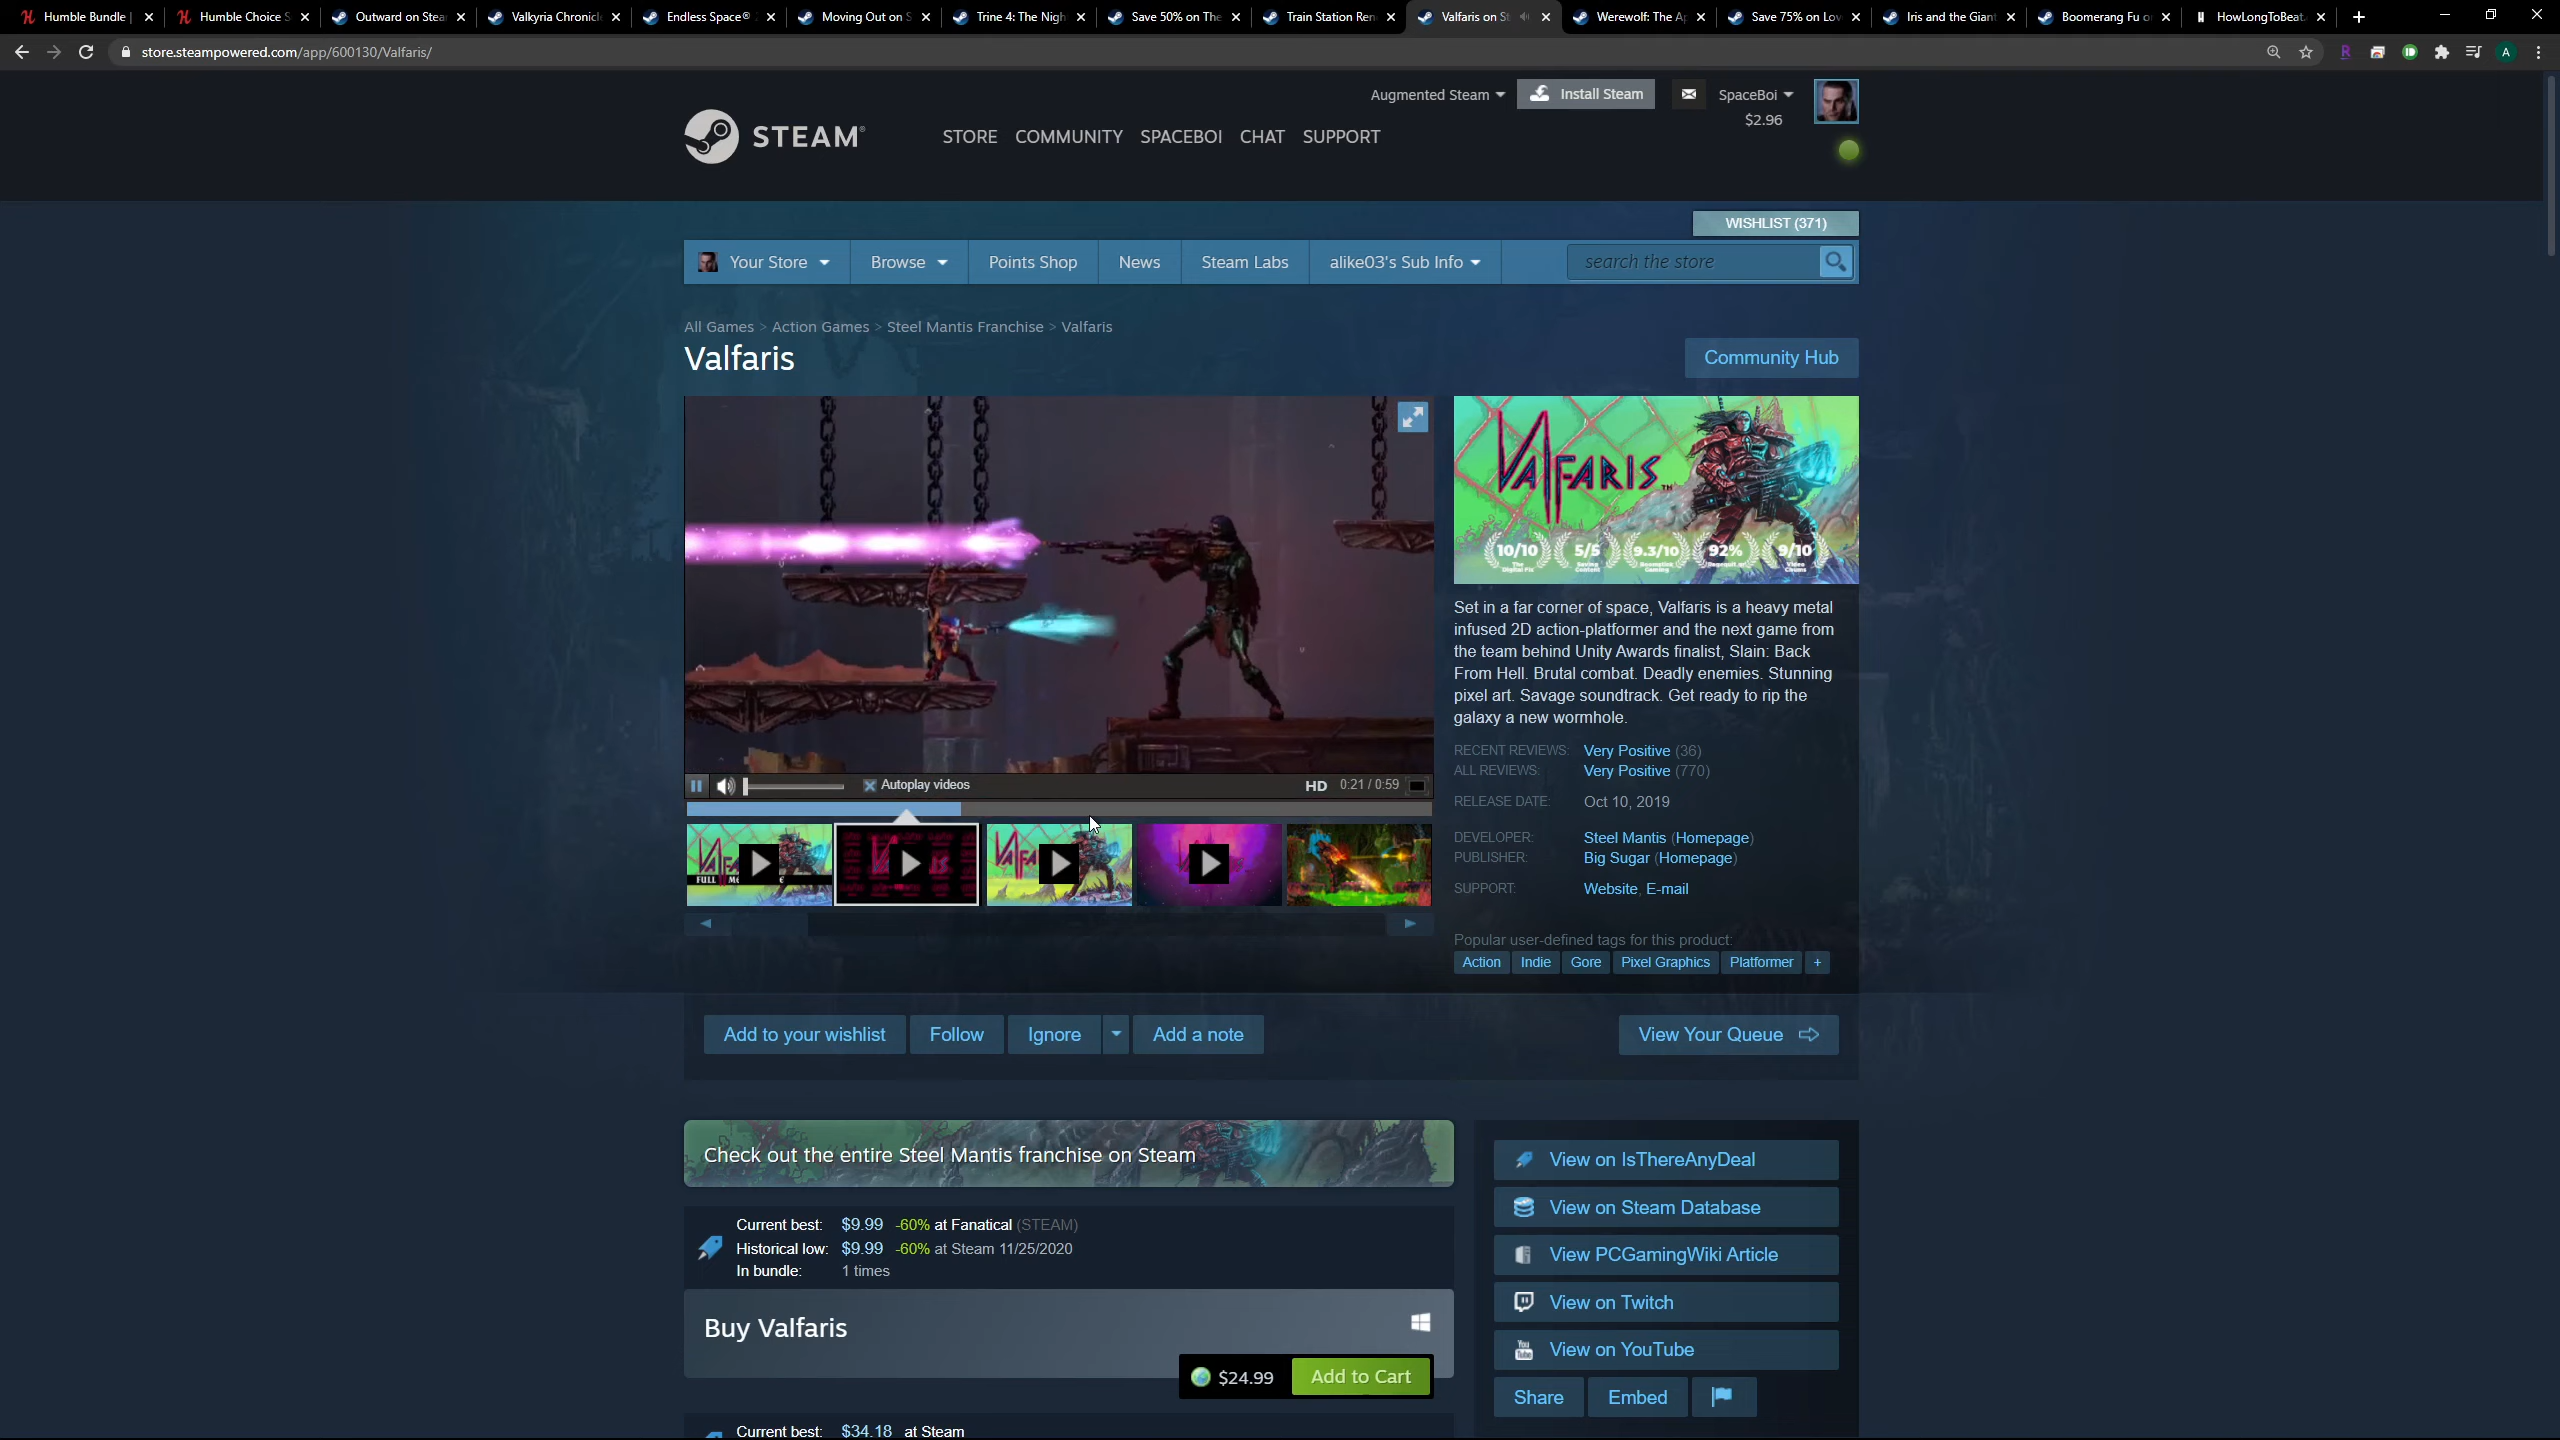 Humble Bundle |
Humble Choice S
Outward on Stea
Valkyria Chronicl
Endless Space®
Moving Out on S
Trine 4: The Nigh
Save 50% on The
Train Station Ren
Valfaris on St
Werewolf: The Ap
Save 75% on Lov
Iris and the Giant
Boomerang Fu o
HowLongToBeat.
store.steampowered.com/app/600130/Valfaris/
A
Augmented Steam
Install Steam
SpaceBoi
$2.96
STEAM®
STORE COMMUNITY SPACEBOI CHAT SUPPORT
WISHLIST (371)
Your Store
Browse
Points Shop
News
Steam Labs
alike03's Sub Info
search the store
All Games > Action Games > Steel Mantis Franchise > Valfaris
Valfaris
Community Hub
VALFARIS™
10/10
5/5
9.3/10
92%
9/10
Set in a far corner of space, Valfaris is a heavy metal
infused 2D action-platformer and the next game from
the team behind Unity Awards finalist, Slain: Back
From Hell. Brutal combat. Deadly enemies. Stunning
pixel art. Savage soundtrack. Get ready to rip the
galaxy a new wormhole.
RECENT REVIEWS: Very Positive (36)
ALL REVIEWS: Very Positive (770)
RELEASE DATE: Oct 10, 2019
DEVELOPER: Steel Mantis (Homepage)
PUBLISHER: Big Sugar (Homepage)
SUPPORT: Website, E-mail
Popular user-defined tags for this product:
Action Indie Gore Pixel Graphics Platformer +
Autoplay videos
HD 0:21 / 0:59
Add to your wishlist
Follow
Ignore
Add a note
View Your Queue
Check out the entire Steel Mantis franchise on Steam
Current best: $9.99 -60% at Fanatical (STEAM)
Historical low: $9.99 -60% at Steam 11/25/2020
In bundle: 1 times
Buy Valfaris
$24.99 Add to Cart
Current best: $34.18 at Steam
View on IsThereAnyDeal
View on Steam Database
View PCGamingWiki Article
View on Twitch
View on YouTube
Share
Embed